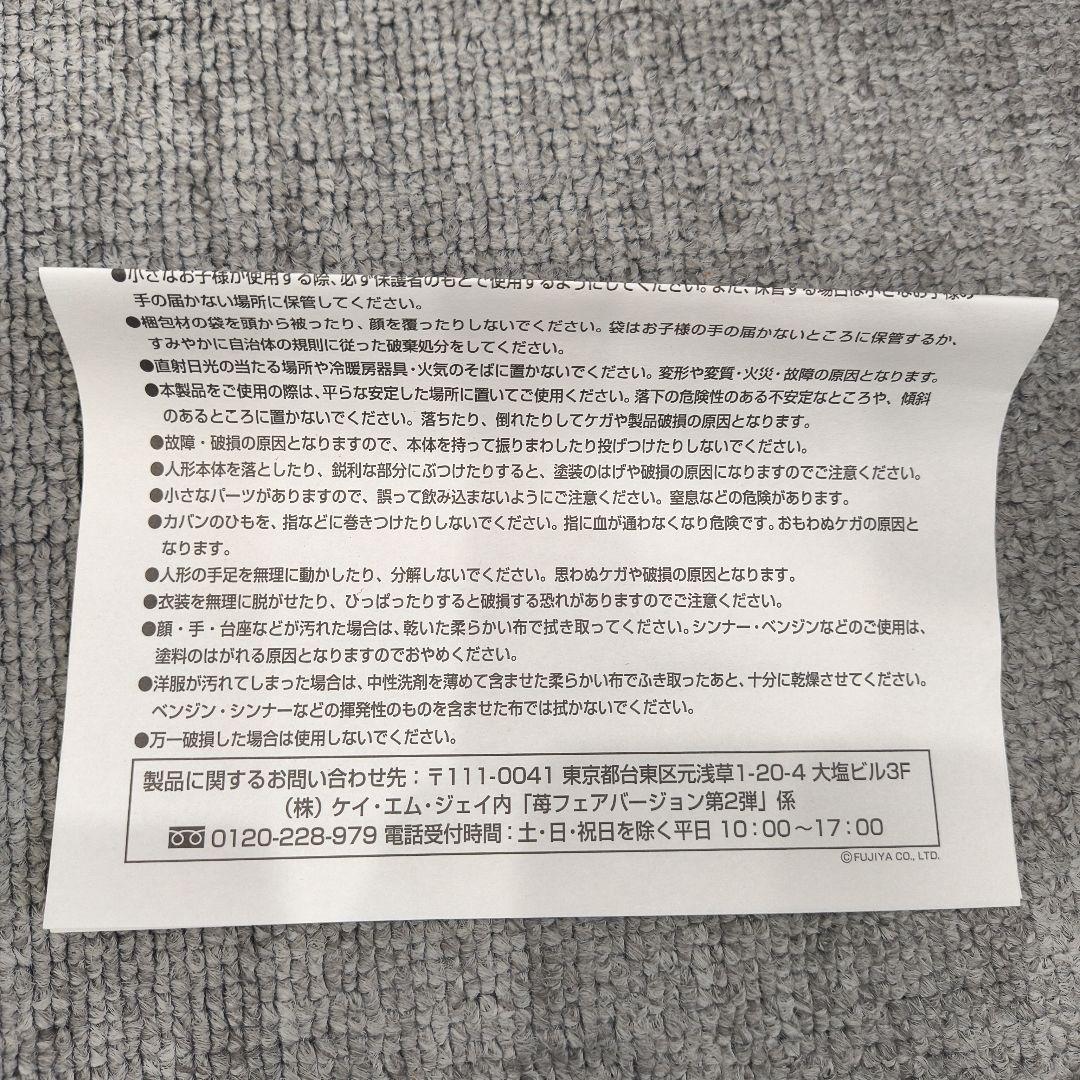 ●小さなお子様が使用する際、必ず保護者のもとで使用するようにしてください。また、保管する場合は小さなお子様の
手の届かない場所に保管してください。
●梱包材の袋を頭から被ったり、顔を覆ったりしないでください。袋はお子様の手の届かないところに保管するか、
すみやかに自治体の規則に従った破棄処分をしてください。
●直射日光の当たる場所や冷暖房器具・火気のそばに置かないでください。変形や変質・火災・故障の原因となります。
●本製品をご使用の際は、平らな安定した場所に置いてご使用ください。落下の危険性のある不安定なところや、傾斜
のあるところに置かないでください。落ちたり、倒れたりしてケガや製品破損の原因となります。
●故障・破損の原因となりますので、本体を持って振りまわしたり投げつけたりしないでください。
●人形本体を落としたり、鋭利な部分にぶつけたりすると、塗装のはげや破損の原因になりますのでご注意ください。
●小さなパーツがありますので、誤って飲み込まないようにご注意ください。窒息などの危険があります。
●カバンのひもを、指などに巻きつけたりしないでください。指に血が通わなくなり危険です。おもわぬケガの原因と
なります。
●人形の手足を無理に動かしたり、分解しないでください。思わぬケガや破損の原因となります。
●衣装を無理に脱がせたり、ひっぱったりすると破損する恐れがありますのでご注意ください。
●顔・手・台座などが汚れた場合は、乾いた柔らかい布で拭き取ってください。シンナー・ベンジンなどのご使用は、
塗料のはがれる原因となりますのでおやめください。
●洋服が汚れてしまった場合は、中性洗剤を薄めて含ませた柔らかい布でふき取ったあと、十分に乾燥させてください。
ベンジン・シンナーなどの揮発性のものを含ませた布では拭かないでください。
●万一破損した場合は使用しないでください。
製品に関するお問い合わせ先：〒111-0041 東京都台東区元浅草1-20-4 大塩ビル3F
（株）ケイ・エム・ジェイ内「苺フェアバージョン第2弾」係
0120-228-979 電話受付時間：土・日・祝日を除く平日 10：00～17：00
©FUJIYA CO., LTD.